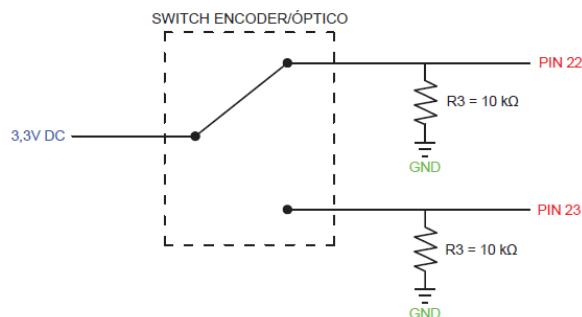 SWITCH ENCODER/ÓPTICO
PIN 22
R3 = 10 kΩ
3,3V DC
GND
PIN 23
R3 = 10 kΩ
GND